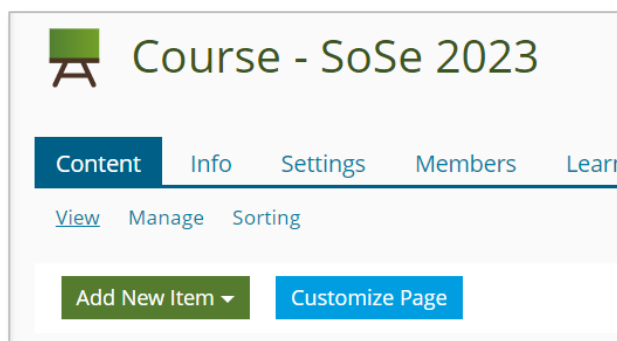 Course - SoSe 2023
Content Info Settings Members
View Manage Sorting
Add New Item Customize Page